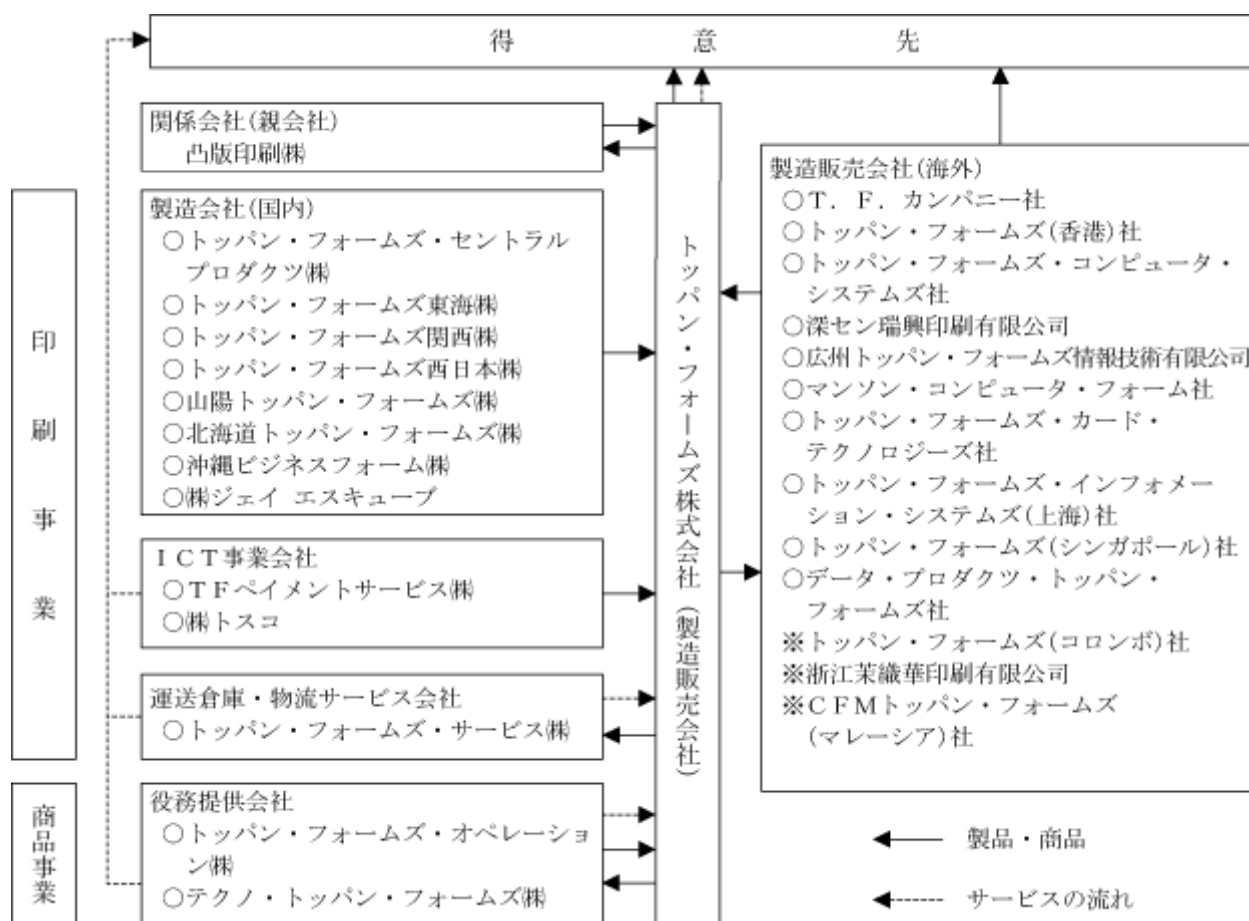 得意先
関係会社(親会社)
凸版印刷㈱
印刷事業
製造会社(国内)
○トッパン・フォームズ・セントラル
プロダクツ㈱
○トッパン・フォームズ東海㈱
○トッパン・フォームズ関西㈱
○トッパン・フォームズ西日本㈱
○山陽トッパン・フォームズ㈱
○北海道トッパン・フォームズ㈱
○沖縄ビジネスフォーム㈱
○㈱ジェイ エスキューブ
ICT事業会社
○TFペイメントサービス㈱
○㈱トスコ
運送倉庫・物流サービス会社
○トッパン・フォームズ・サービス㈱
商品事業
役務提供会社
○トッパン・フォームズ・オペレーショ
ン㈱
○テクノ・トッパン・フォームズ㈱
トッパン・フォームズ株式会社(製造販売会社)
製造販売会社(海外)
○T.F.カンパニー社
○トッパン・フォームズ(香港)社
○トッパン・フォームズ・コンピュータ・
システムズ社
○深セン瑞興印刷有限公司
○広州トッパン・フォームズ情報技術有限公司
○マンソン・コンピュータ・フォーム社
○トッパン・フォームズ・カード・
テクノロジーズ社
○トッパン・フォームズ・インフォメー
ション・システムズ(上海)社
○トッパン・フォームズ(シンガポール)社
○データ・プロダクツ・トッパン・
フォームズ社
※トッパン・フォームズ(コロンボ)社
※浙江茉織華印刷有限公司
※CFMトッパン・フォームズ
(マレーシア)社
製品・商品
サービスの流れ